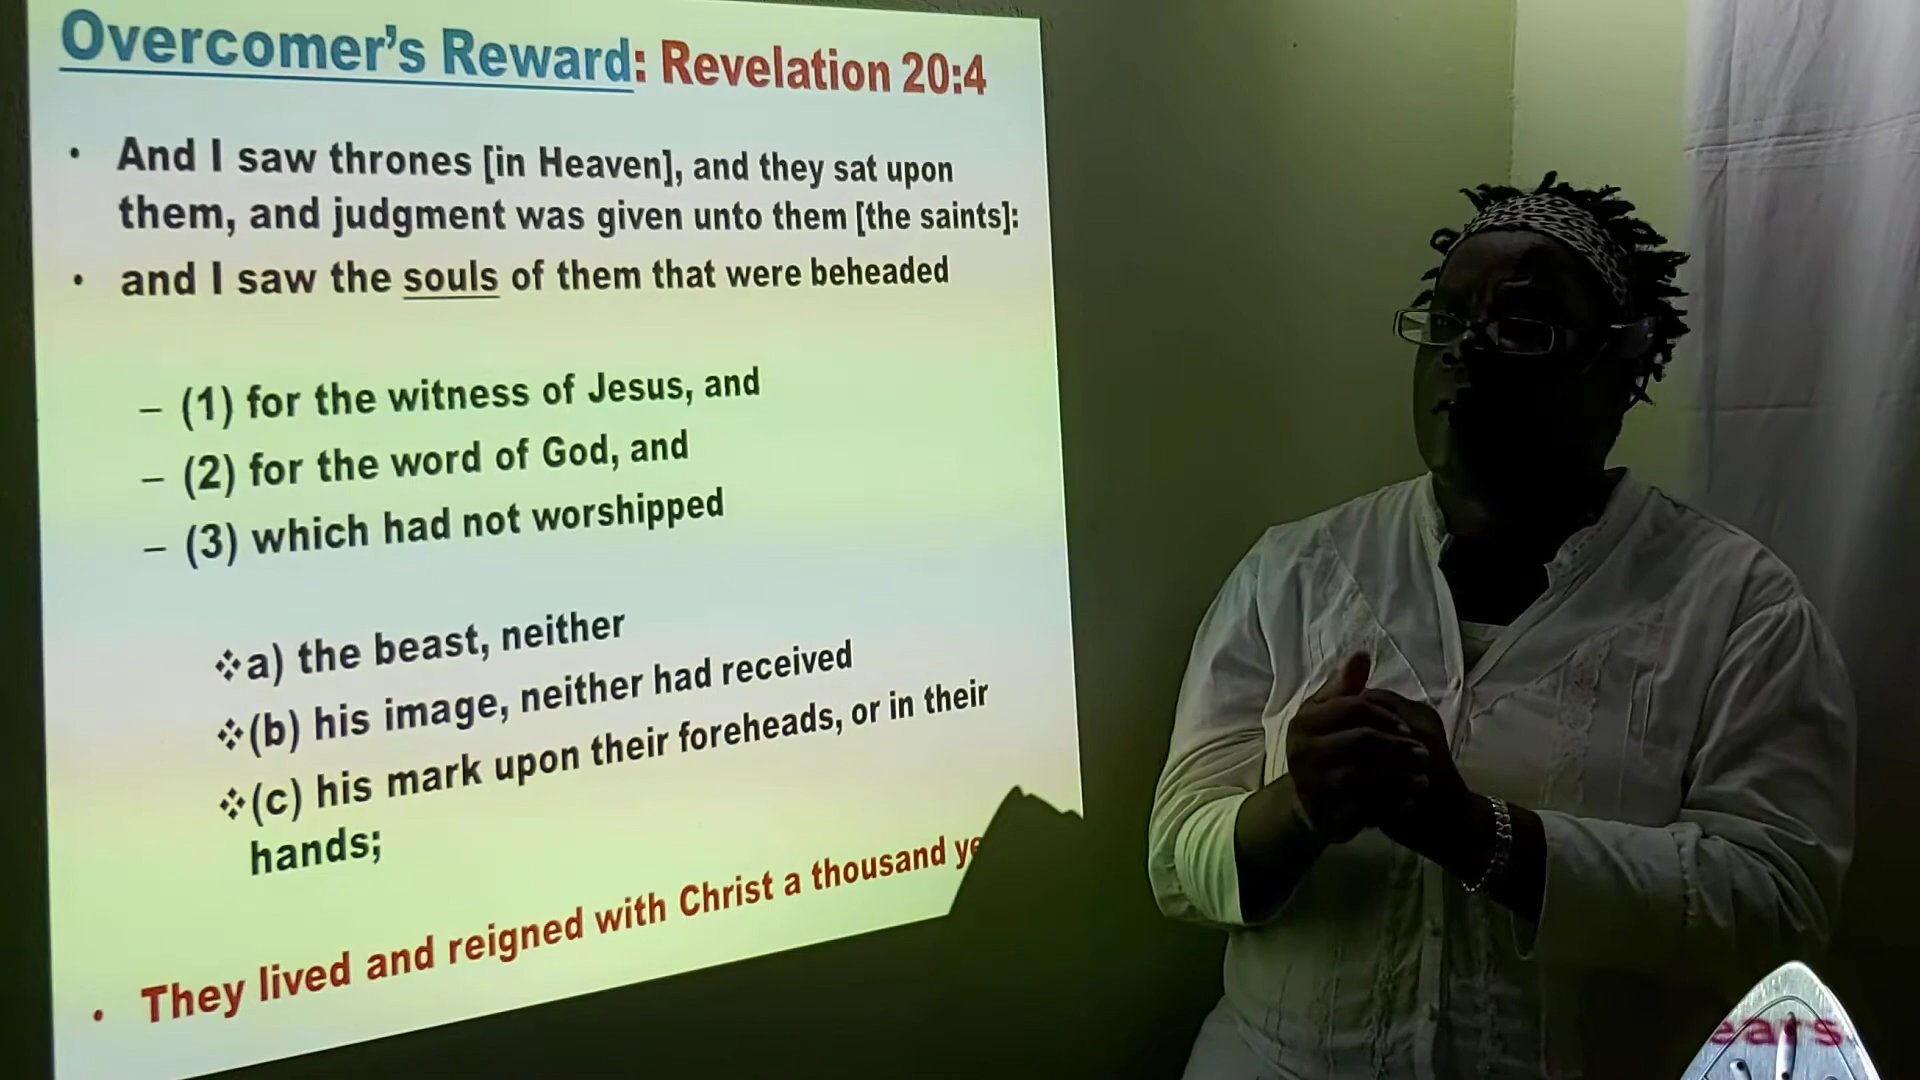 Overcomer's Reward: Revelation 20:4
• And I saw thrones [in Heaven], and they sat upon
them, and judgment was given unto them [the saints]:
• and I saw the souls of them that were beheaded
– (1) for the witness of Jesus, and
– (2) for the word of God, and
– (3) which had not worshipped
❖a) the beast, neither
❖(b) his image, neither had received
❖(c) his mark upon their foreheads, or in their
hands;
• They lived and reigned with Christ a thousand ye
ears.